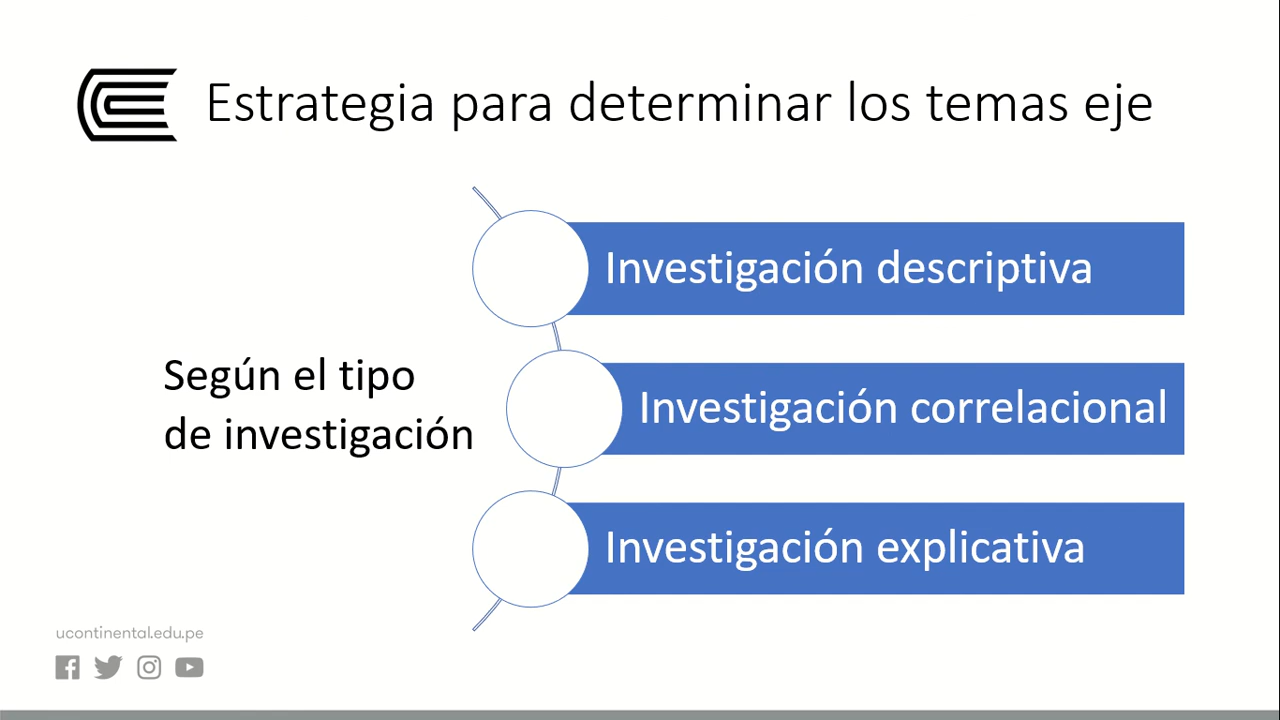 Estrategia para determinar los temas eje
Investigación descriptiva
Según el tipo
de investigación
Investigación correlacional
Investigación explicativa
ucontinental.edu.pe